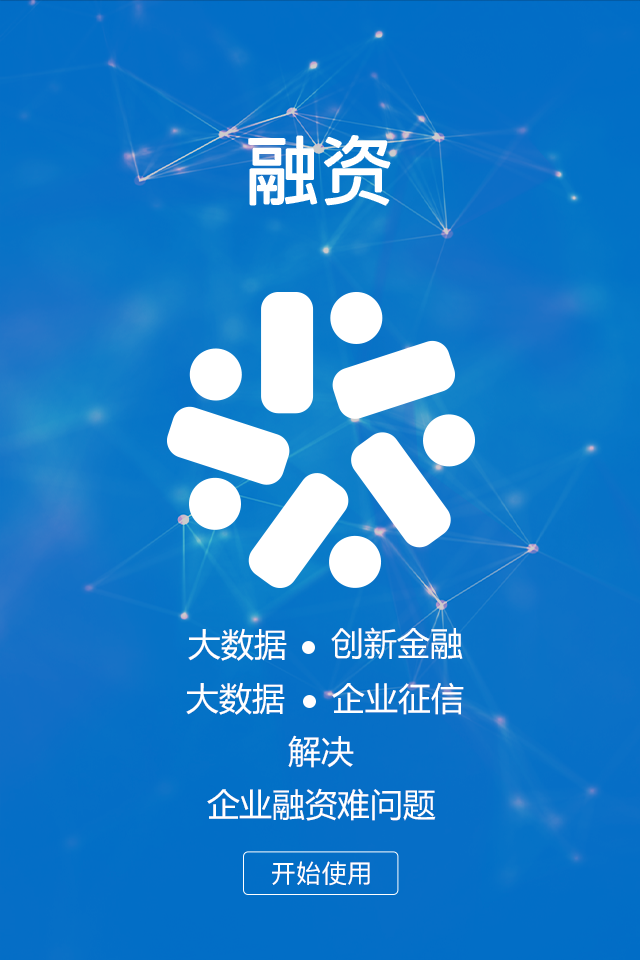 融资
大数据 ● 创新金融
大数据 ● 企业征信
解决
企业融资难问题
开始使用